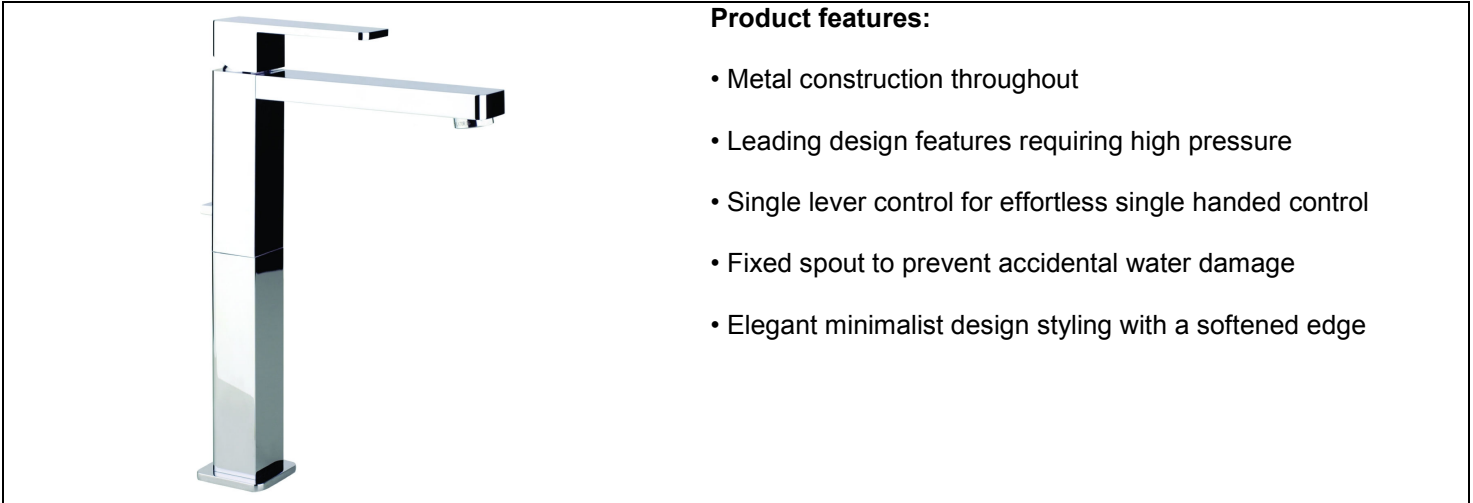 Product features:
• Metal construction throughout
• Leading design features requiring high pressure
• Single lever control for effortless single handed control
• Fixed spout to prevent accidental water damage
• Elegant minimalist design styling with a softened edge